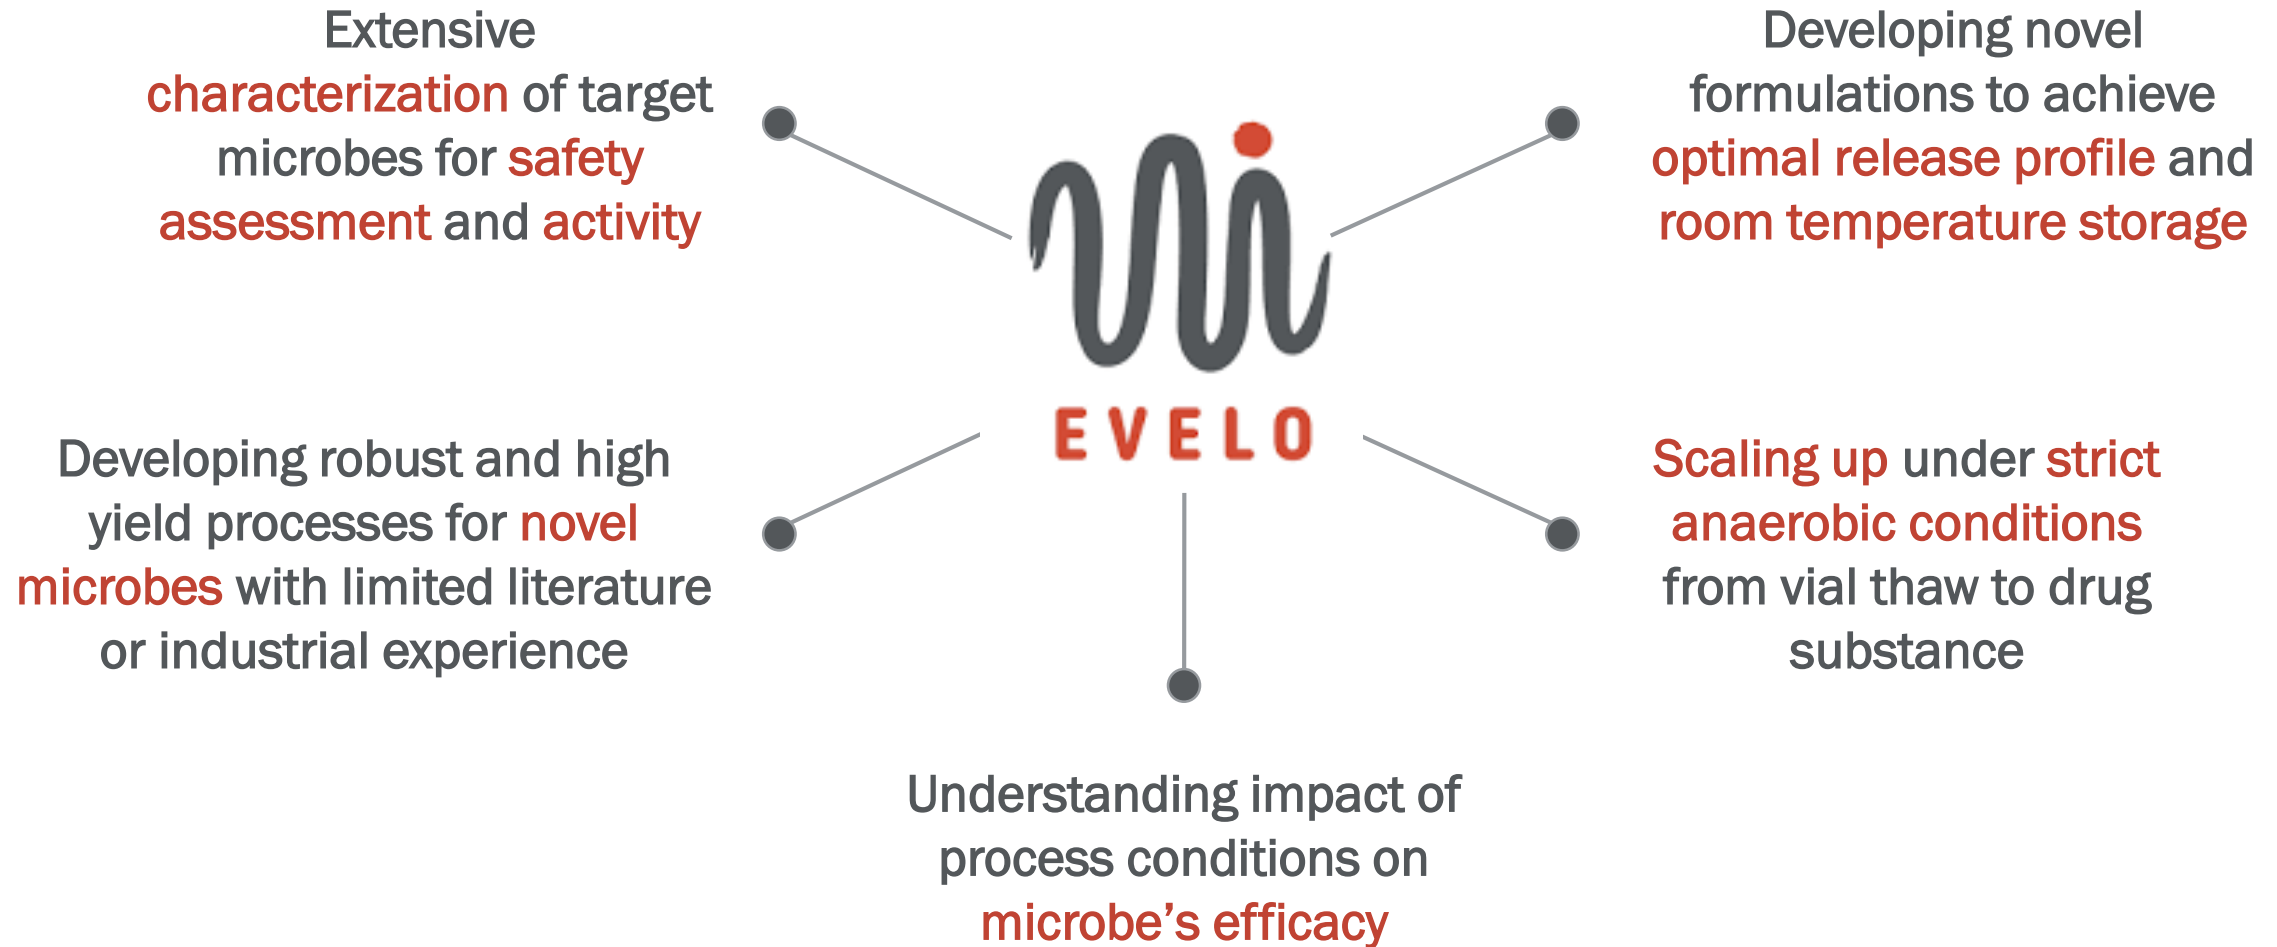 Extensive
characterization of target
microbes for safety
assessment and activity
Developing novel
formulations to achieve
optimal release profile and
room temperature storage
EVELO
Developing robust and high
yield processes for novel
microbes with limited literature
or industrial experience
Scaling up under strict
anaerobic conditions
from vial thaw to drug
substance
Understanding impact of
process conditions on
microbe’s efficacy